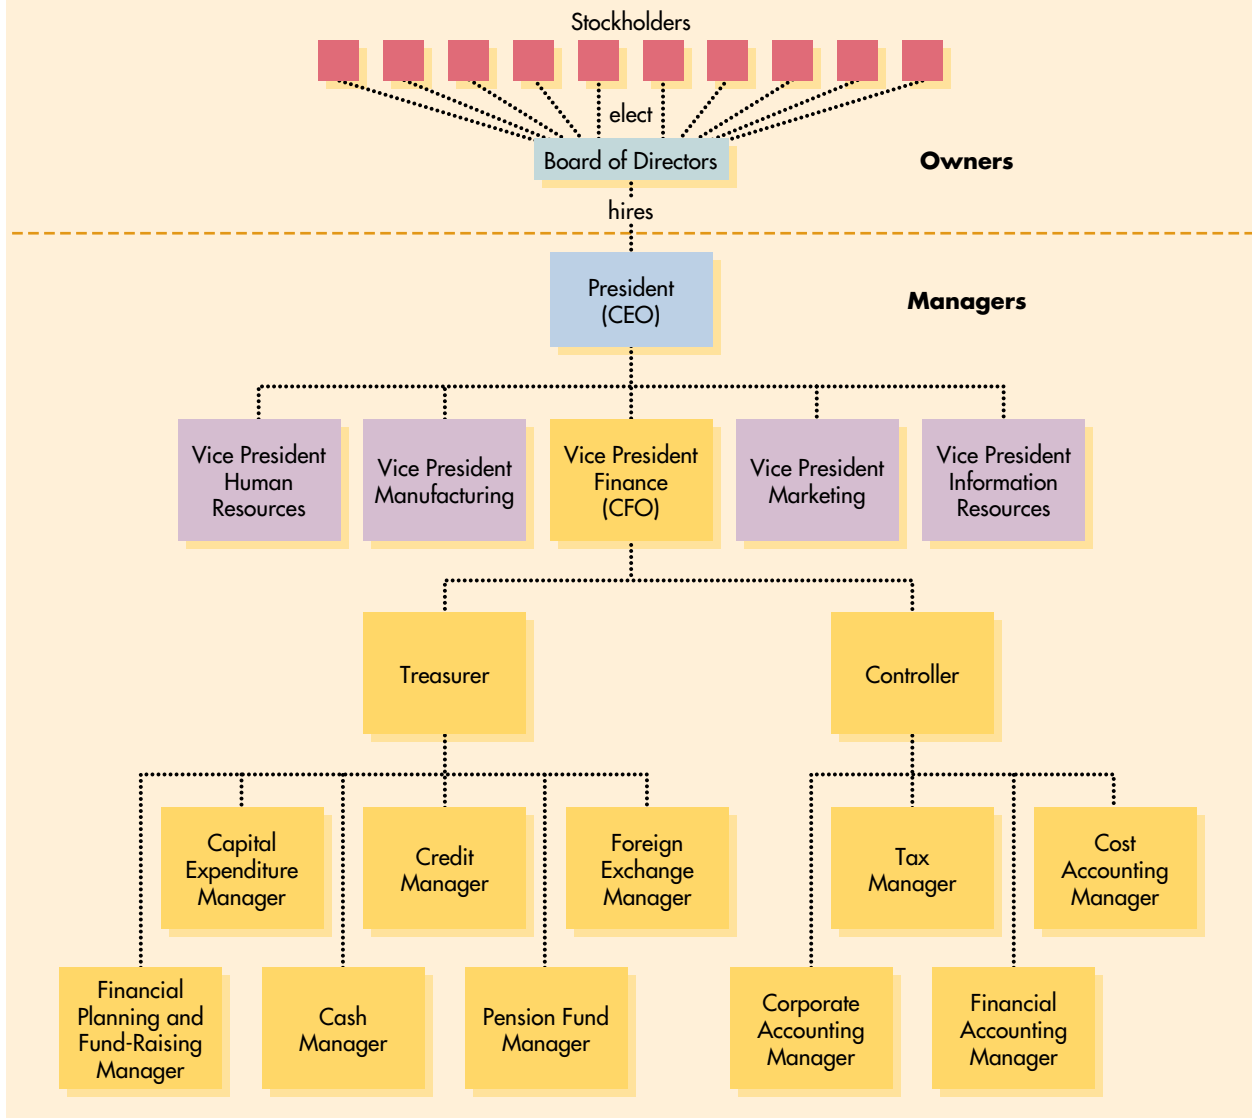 Stockholders
elect
Board of Directors
Owners
hires
President
(CEO)
Managers
Vice President
Human
Resources
Vice President
Manufacturing
Vice President
Finance
(CFO)
Vice President
Marketing
Vice President
Information
Resources
Treasurer
Controller
Capital
Expenditure
Manager
Credit
Manager
Foreign
Exchange
Manager
Tax
Manager
Cost
Accounting
Manager
Financial
Planning and
Fund-Raising
Manager
Cash
Manager
Pension Fund
Manager
Corporate
Accounting
Manager
Financial
Accounting
Manager